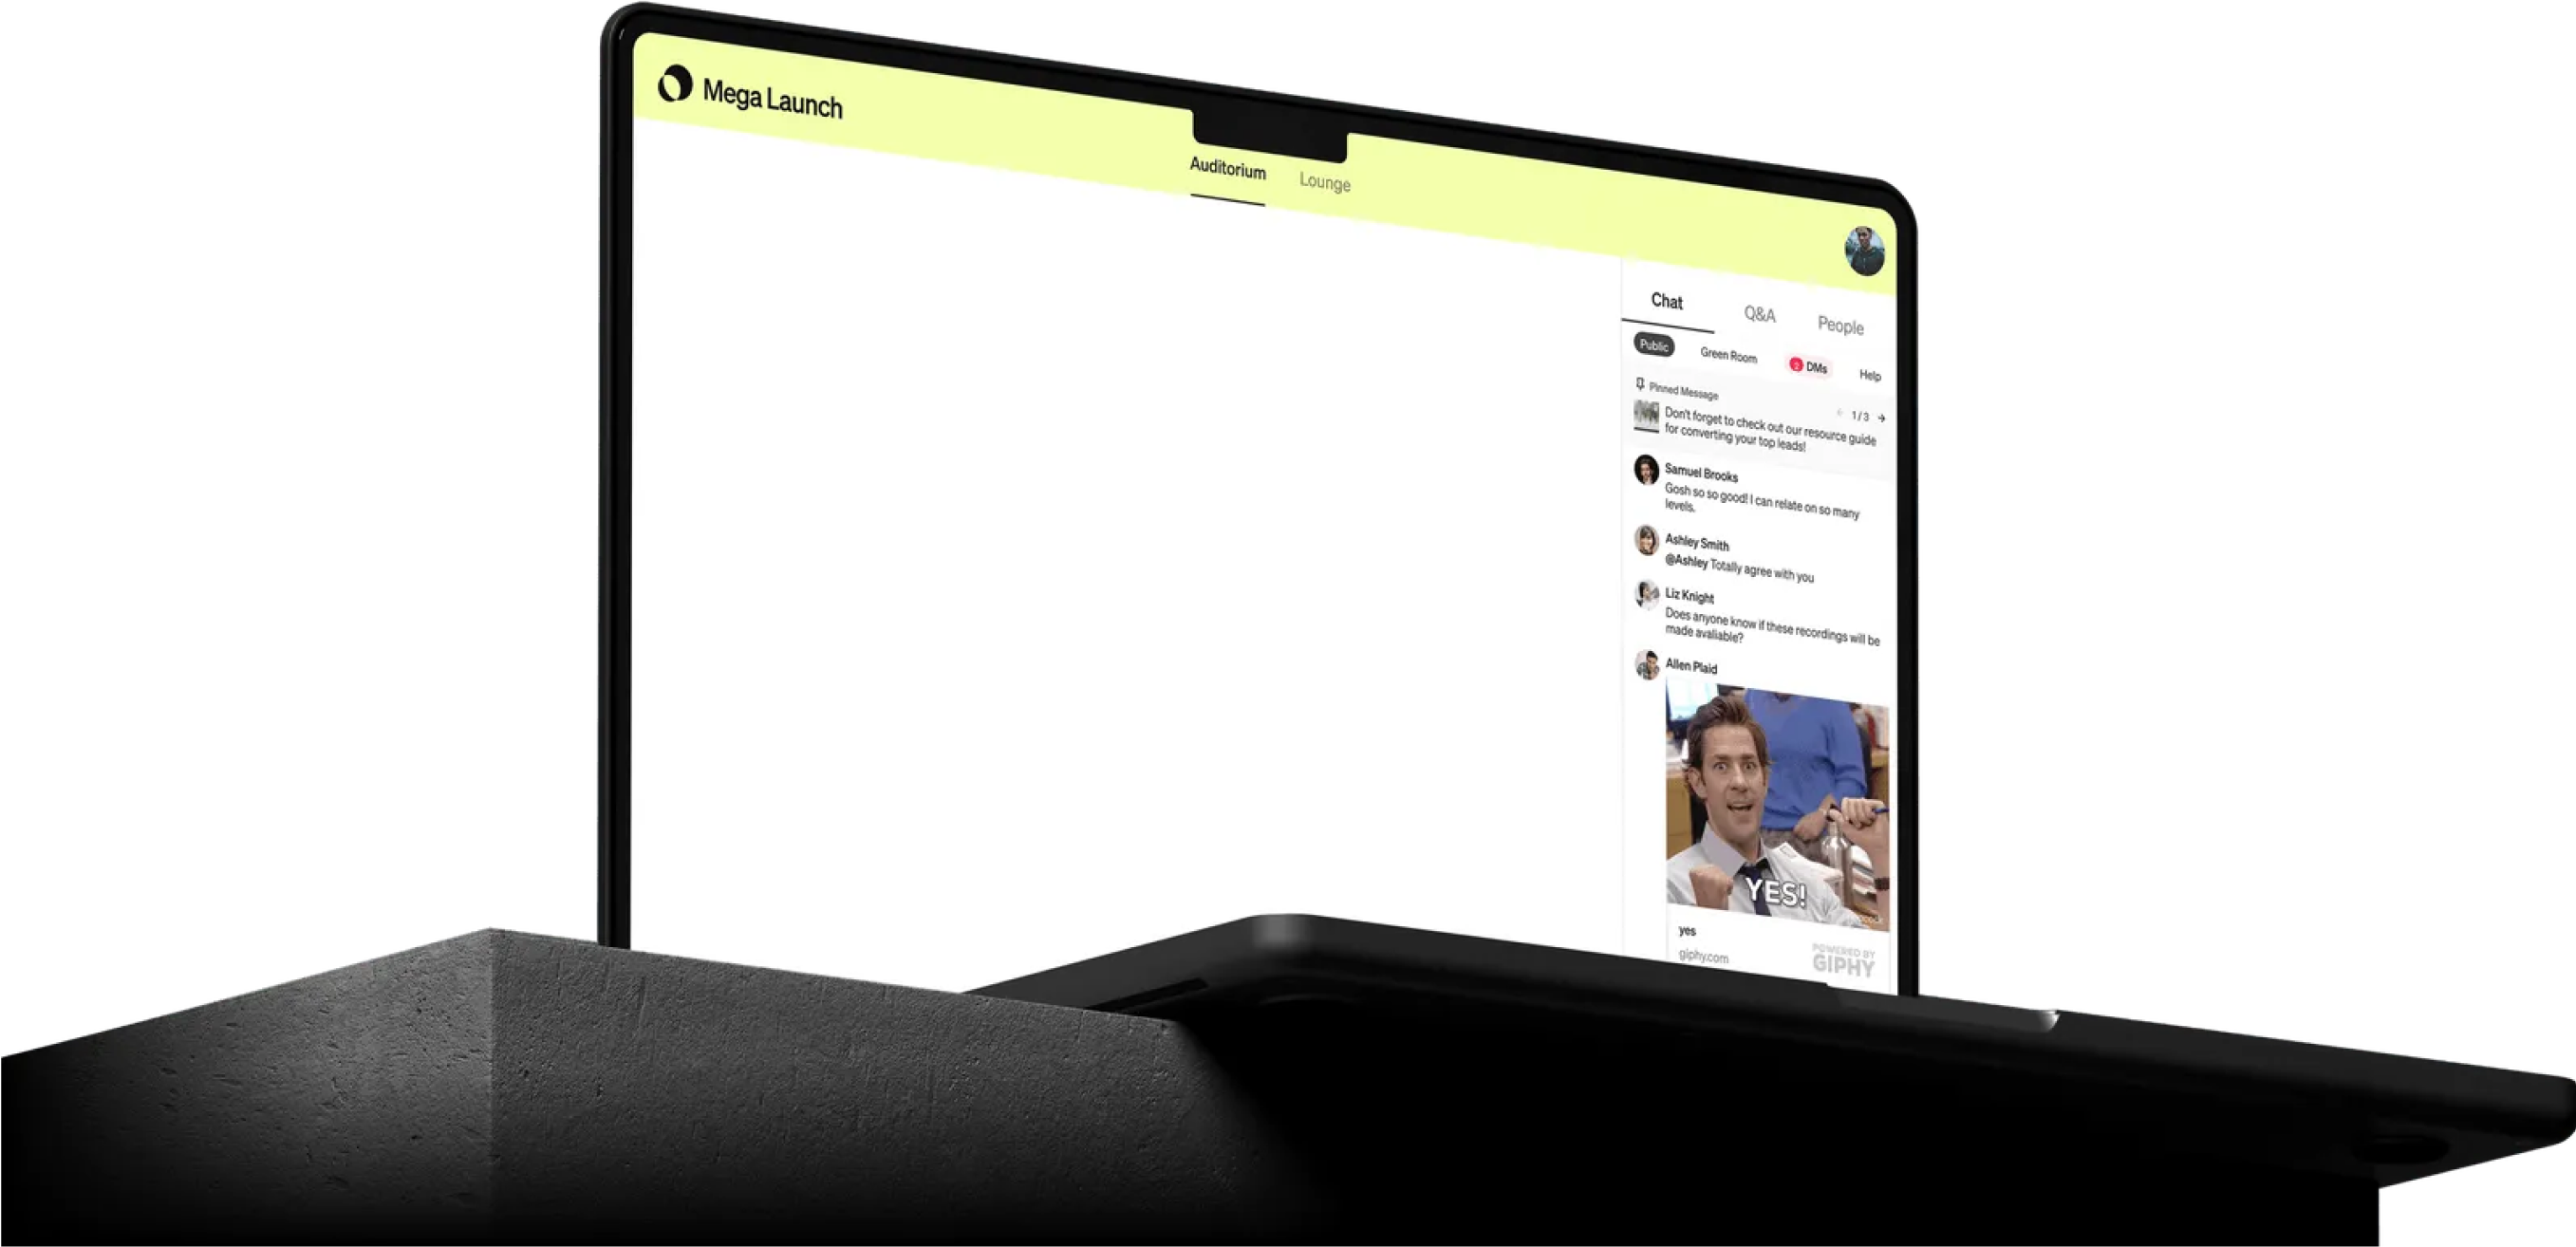 Mega Launch
Auditorium
Lounge
Chat
Q&A
People
Public
Green Room
2 DMs
Help
Pinned Message
1/3
Don't forget to check out our resource guide
for converting your top leads!
Samuel Brooks
Gosh so so good! I can relate on so many
levels.
Ashley Smith
@Ashley Totally agree with you
Liz Knight
Does anyone know if these recordings will be
made avaliable?
Allen Plaid
YES!
yes
giphy.com
POWERED BY
GIPHY